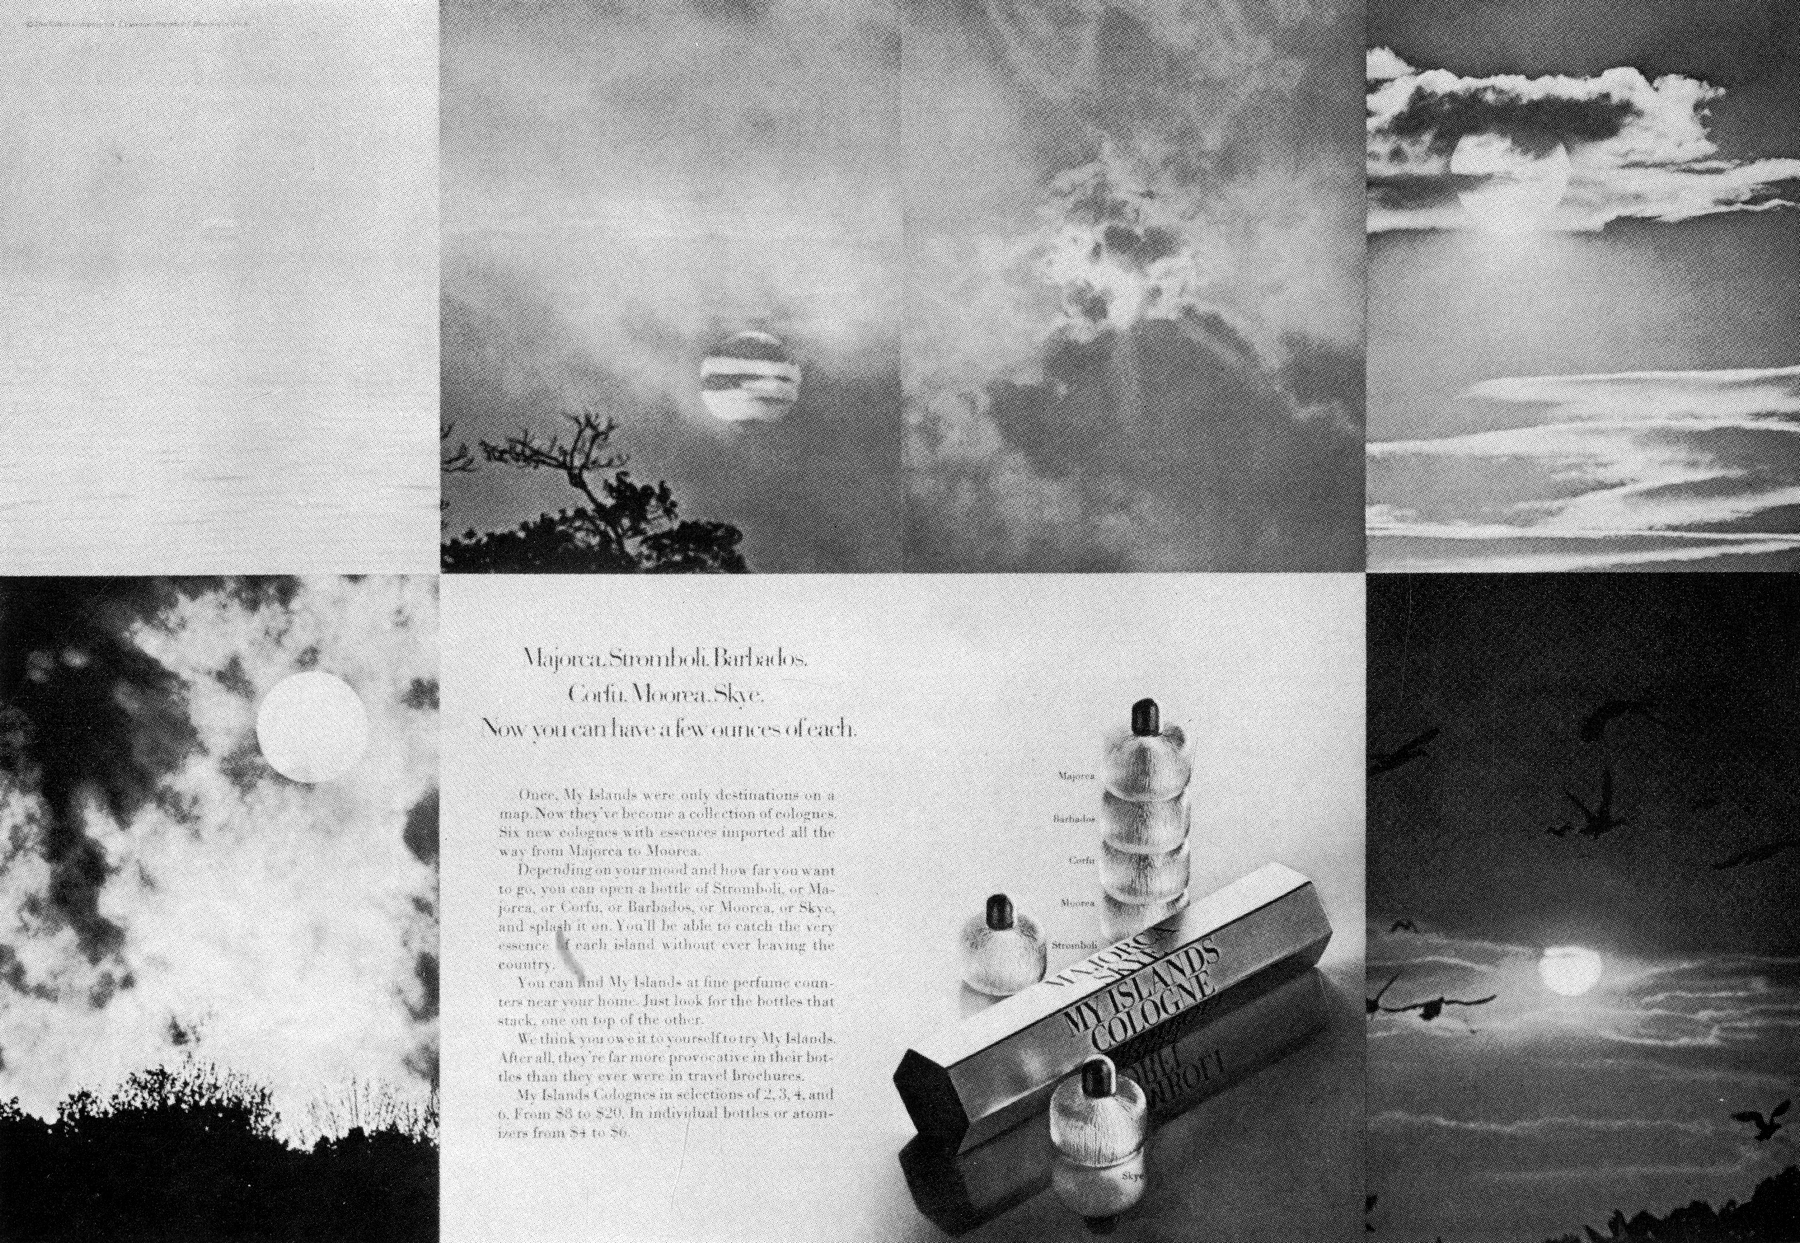 Majorca. Stromboli. Barbados.
Corfu. Moorea. Skye.
Now you can have a few ounces of each.
Once, My Islands were only destinations on a
map. Now they've become a collection of colognes.
Six new colognes with essences imported all the
way from Majorca to Moorea.
Depending on your mood and how far you want
to go, you can open a bottle of Stromboli, or Ma-
jorca, or Corfu, or Barbados, or Moorea, or Skye,
and splash it on. You'll be able to catch the very
essence of each island without ever leaving the
country.
You can find My Islands at fine perfume coun-
ters near your home. Just look for the bottles that
stack, one on top of the other.
We think you owe it to yourself to try My Islands.
After all, they're far more provocative in their bot-
tles than they ever were in travel brochures.
My Islands Colognes in selections of 2, 3, 4, and
6. From $8 to $20. In individual bottles or atom-
izers from $4 to $6.
Majorca
Barbados
Corfu
Moorea
Stromboli
MAJORCA
SKYE
MY ISLANDS
COLOGNE
Skye